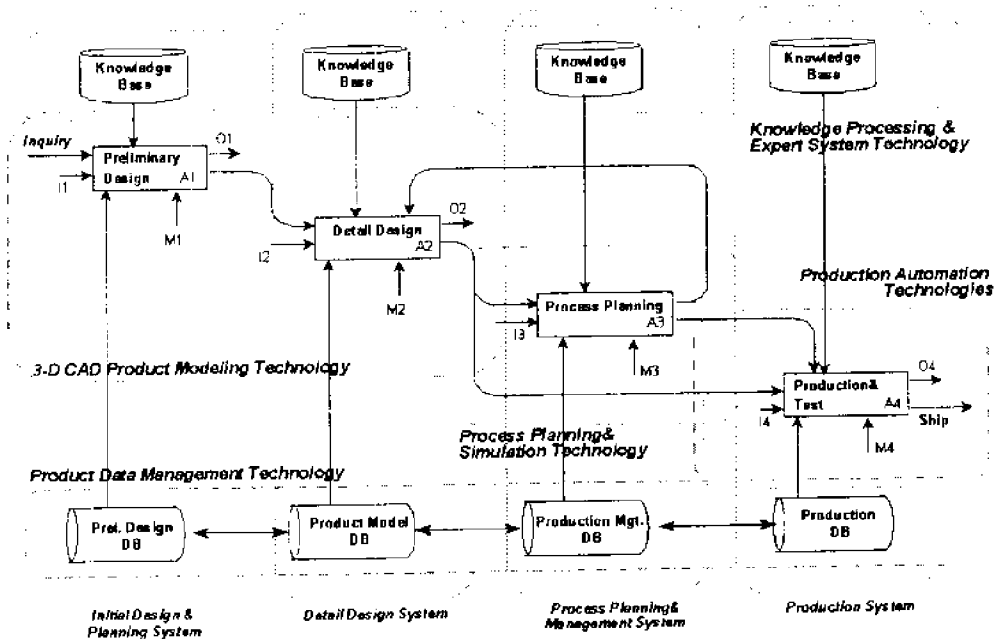 Knowledge
Base
Knowledge
Base
Knowledge
Base
Knowledge
Base
Inquiry
I1
Preliminary
Design
A1
O1
M1
Knowledge Processing &
Expert System Technology
I2
Detail Design
A2
O2
M2
Production Automation
Technologies
I3
Process Planning
A3
M3
3-D CAD Product Modeling Technology
I4
Production&
Test
A4
O4
Ship
M4
Process Planning&
Simulation Technology
Product Data Management Technology
Prel. Design
DB
Product Model
DB
Production Mgt.
DB
Production
DB
Initial Design &
Planning System
Detail Design System
Process Planning&
Management System
Production System